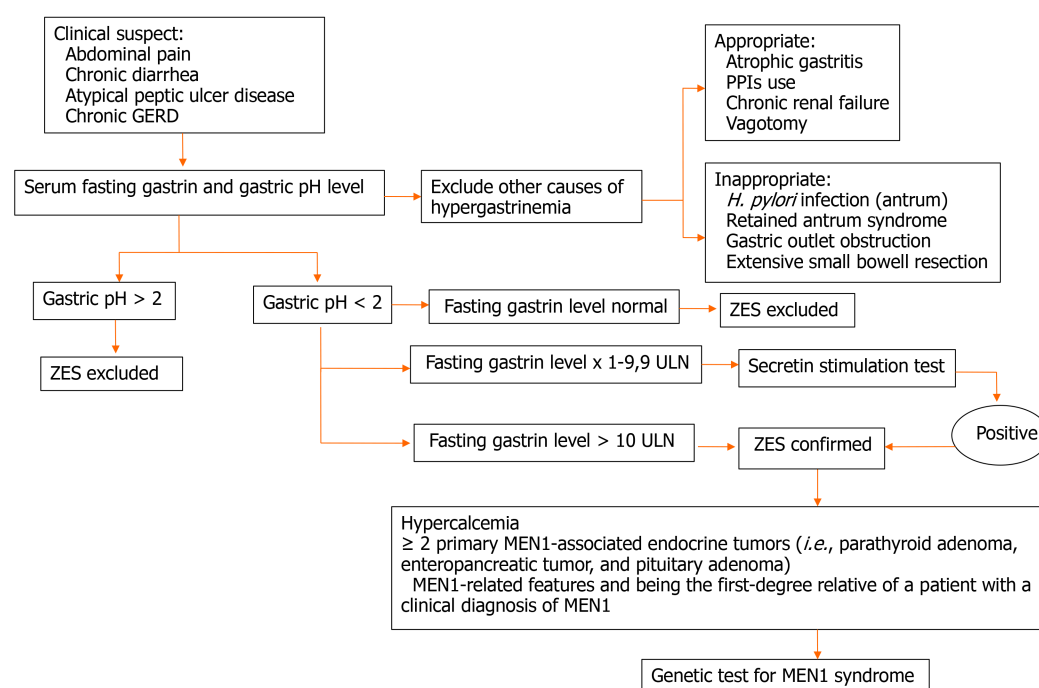 Clinical suspect:
Abdominal pain
Chronic diarrhea
Atypical peptic ulcer disease
Chronic GERD
Appropriate:
Atrophic gastritis
PPIs use
Chronic renal failure
Vagotomy
Serum fasting gastrin and gastric pH level
Exclude other causes of
hypergastrinemia
Inappropriate:
H. pylori infection (antrum)
Retained antrum syndrome
Gastric outlet obstruction
Extensive small bowell resection
Gastric pH > 2
Gastric pH < 2
Fasting gastrin level normal
ZES excluded
ZES excluded
Fasting gastrin level x 1-9,9 ULN
Secretin stimulation test
Positive
Fasting gastrin level > 10 ULN
ZES confirmed
Hypercalcemia
≥ 2 primary MEN1-associated endocrine tumors (i.e., parathyroid adenoma,
enteropancreatic tumor, and pituitary adenoma)
MEN1-related features and being the first-degree relative of a patient with a
clinical diagnosis of MEN1
Genetic test for MEN1 syndrome